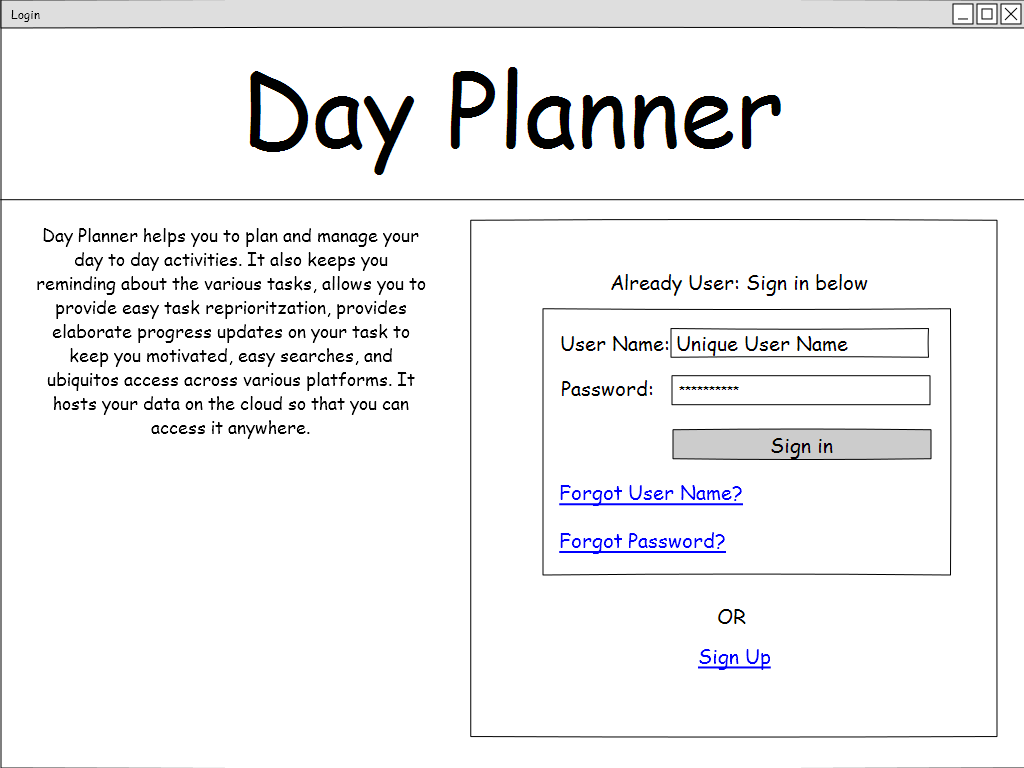 Login
Day Planner
Day Planner helps you to plan and manage your
day to day activities. It also keeps you
reminding about the various tasks, allows you to
provide easy task reprioritzation, provides
elaborate progress updates on your task to
keep you motivated, easy searches, and
ubiquitos access across various platforms. It
hosts your data on the cloud so that you can
access it anywhere.
Already User: Sign in below
User Name: Unique User Name
Password: **********
Sign in
Forgot User Name?
Forgot Password?
OR
Sign Up